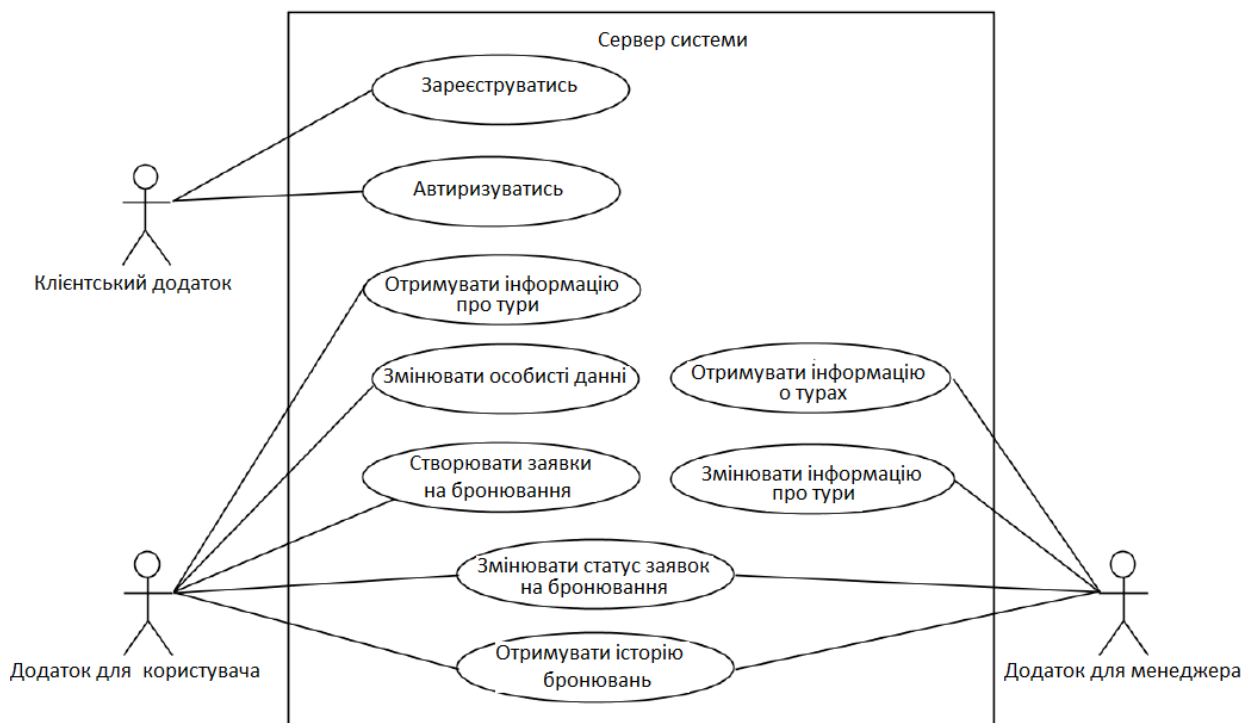 Сервер системи
Зареєструватись
Автиризуватись
Клієнтський додаток
Отримувати інформацію
про тури
Змінювати особисті данні
Отримувати інформацію
о турах
Створювати заявки
на бронювання
Змінювати інформацію
про тури
Змінювати статус заявок
на бронювання
Отримувати історію
бронювань
Додаток для користувача
Додаток для менеджера